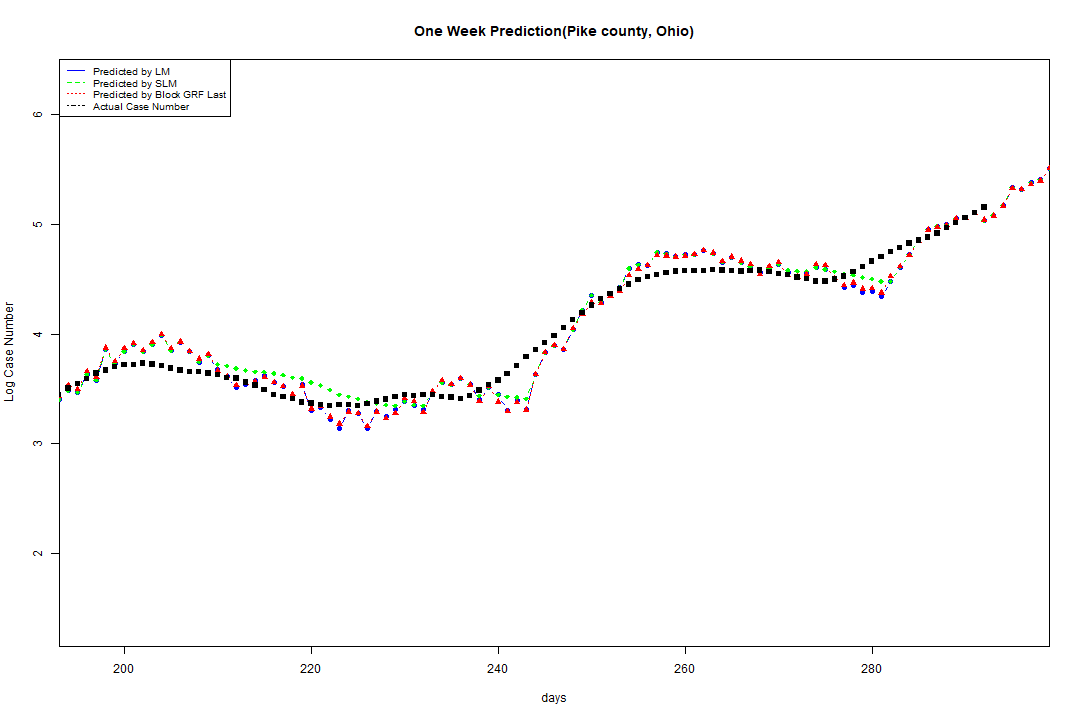 One Week Prediction(Pike county, Ohio)
Predicted by LM
Predicted by SLM
Predicted by Block GRF Last
Actual Case Number
6
5
4
3
2
Log Case Number
200 220 240 260 280
days